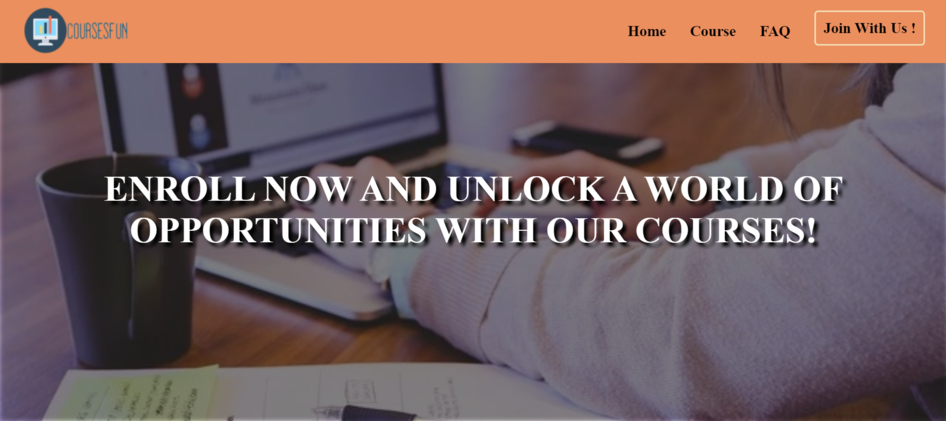 COURSESFUN
Home Course FAQ Join With Us !
ENROLL NOW AND UNLOCK A WORLD OF
OPPORTUNITIES WITH OUR COURSES!